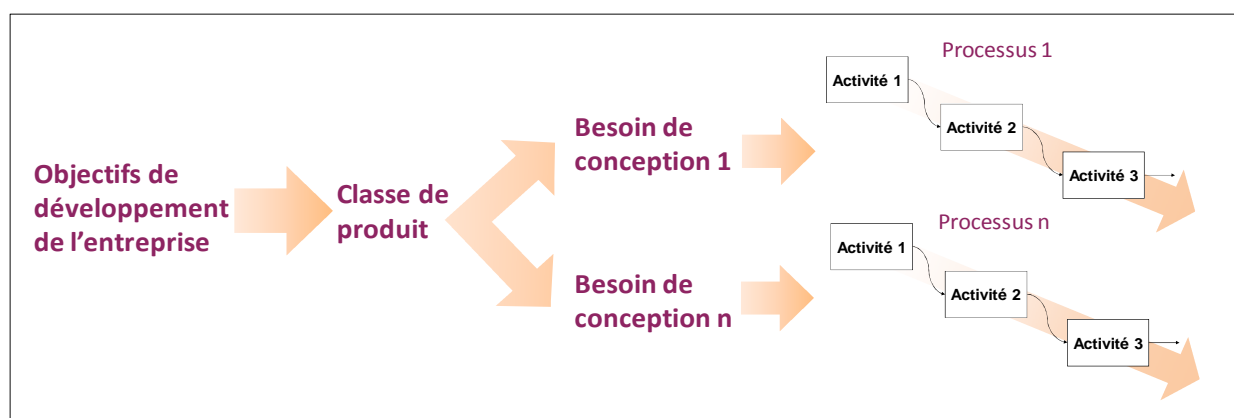 Objectifs de
développement
de l'entreprise
Classe de
produit
Besoin de
conception 1
Processus 1
Activité 1
Activité 2
Activité 3
Besoin de
conception n
Processus n
Activité 1
Activité 2
Activité 3